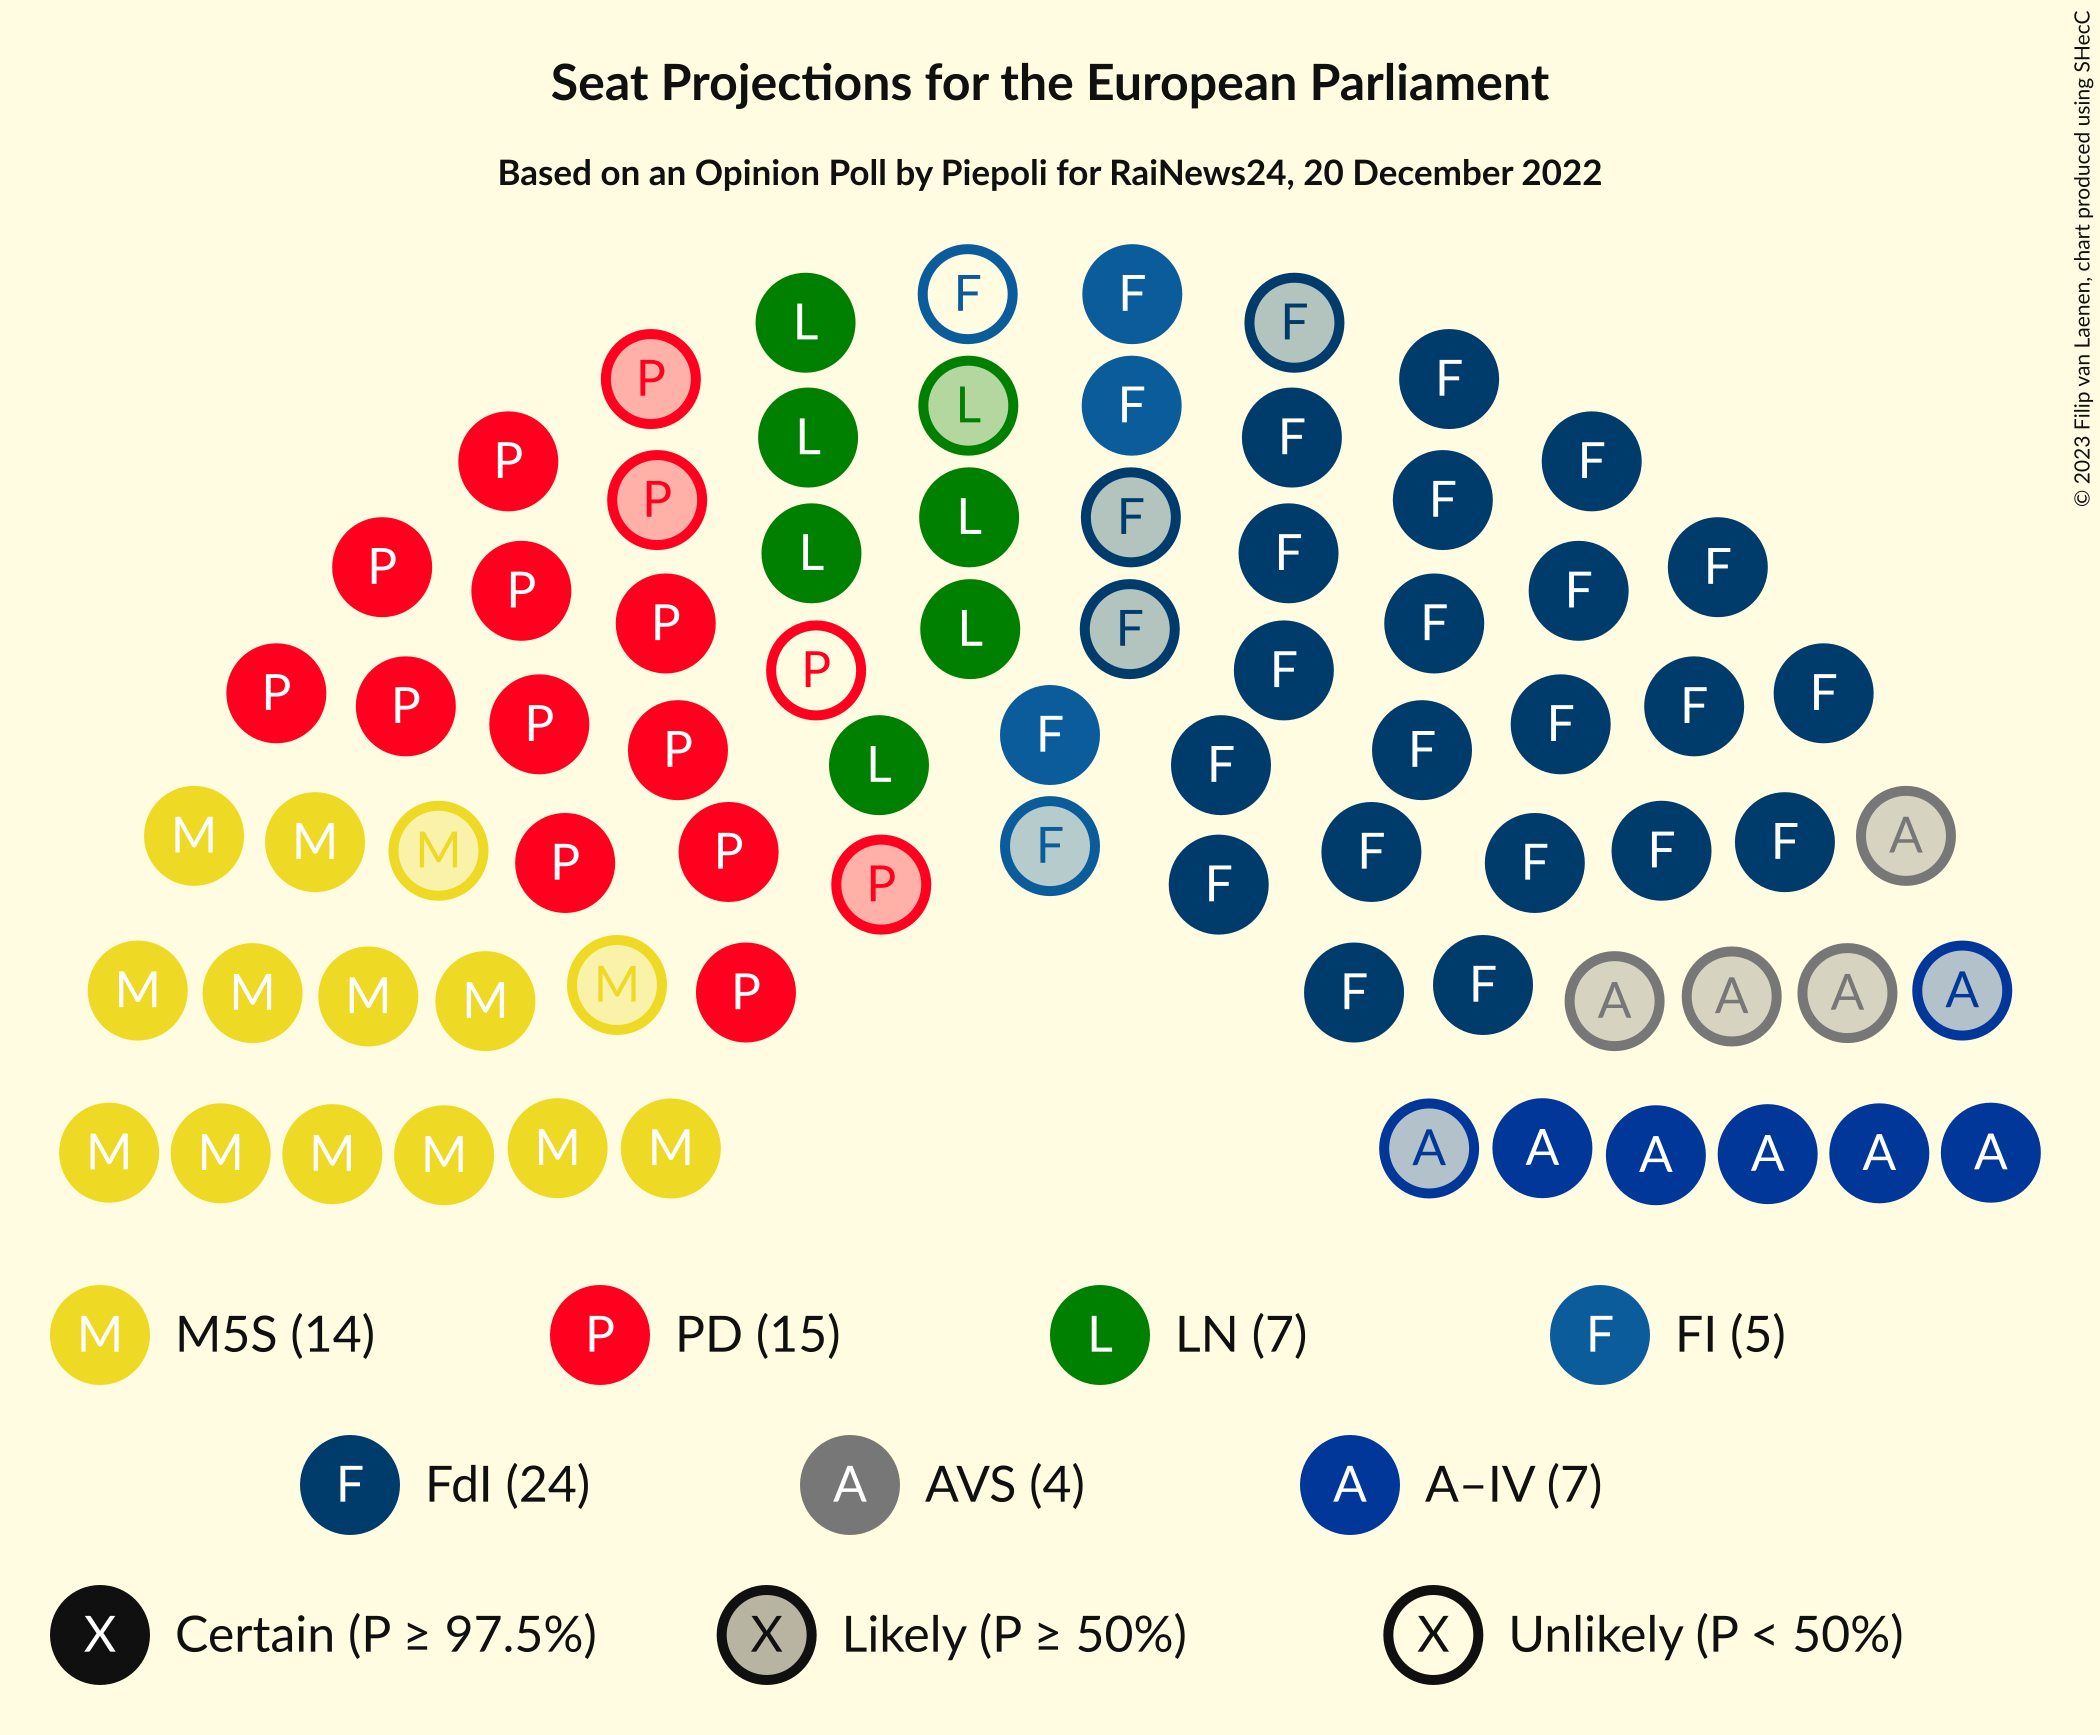 Seat Projections for the European Parliament
Based on an Opinion Poll by Piepoli for RaiNews24, 20 December 2022
© 2023 Filip van Laenen, chart produced using SHecC
F F
L F
P F
L F
L F
P F
P P
L F
F F
P P
P F
F F
P F
L F
P P
F F
P F
P P
P F
F F
P P
F F
L F
M A
M F
M F
P F
P F
P F
M A
M A
M A
M A
M F
P F
M M M M M M A A A A A A
M M5S (14) P PD (15) L LN (7) F FI (5)
F FdI (24) A AVS (4) A A–IV (7)
X Certain (P ≥ 97.5%) X Likely (P ≥ 50%) X Unlikely (P < 50%)